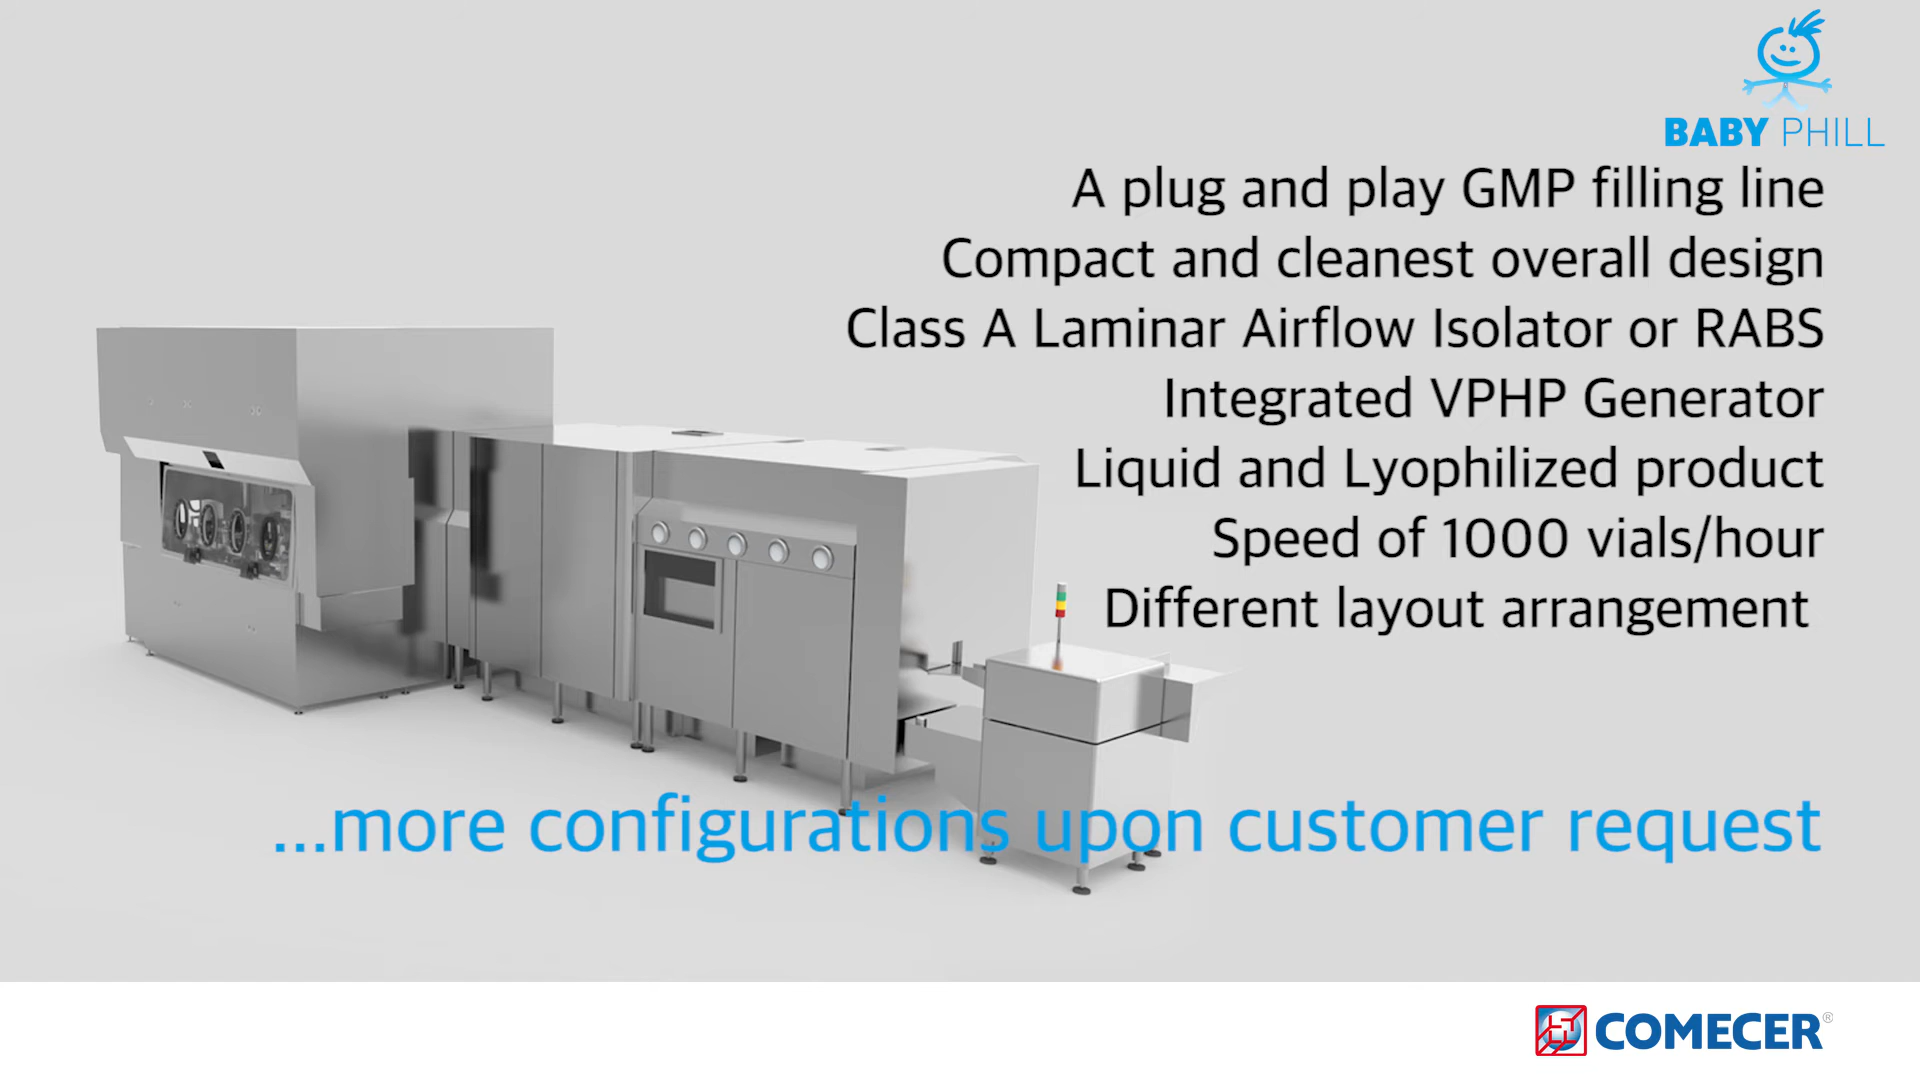 BABY PHILL
A plug and play GMP filling line
Compact and cleanest overall design
Class A Laminar Airflow Isolator or RABS
Integrated VPHP Generator
Liquid and Lyophilized product
Speed of 1000 vials/hour
Different layout arrangement
...more configurations upon customer request
COMECER®